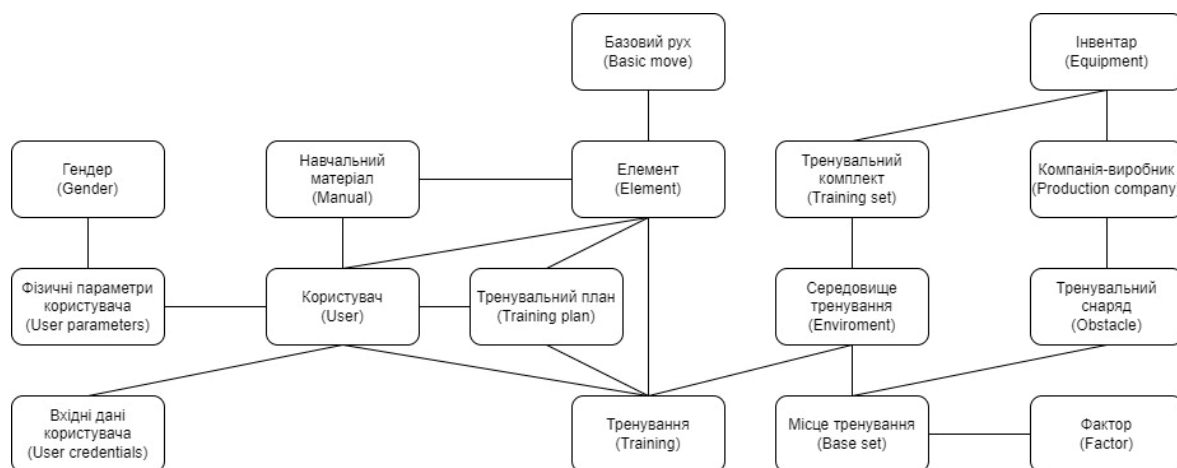 Базовий рух
(Basic move)
Інвентар
(Equipment)
Гендер
(Gender)
Навчальний
матеріал
(Manual)
Елемент
(Element)
Тренувальний
комплект
(Training set)
Компанія-виробник
(Production company)
Фізичні параметри
користувача
(User parameters)
Користувач
(User)
Тренувальний план
(Training plan)
Середовище
тренування
(Enviroment)
Тренувальний
снаряд
(Obstacle)
Вхідні дані
користувача
(User credentials)
Тренування
(Training)
Місце тренування
(Base set)
Фактор
(Factor)